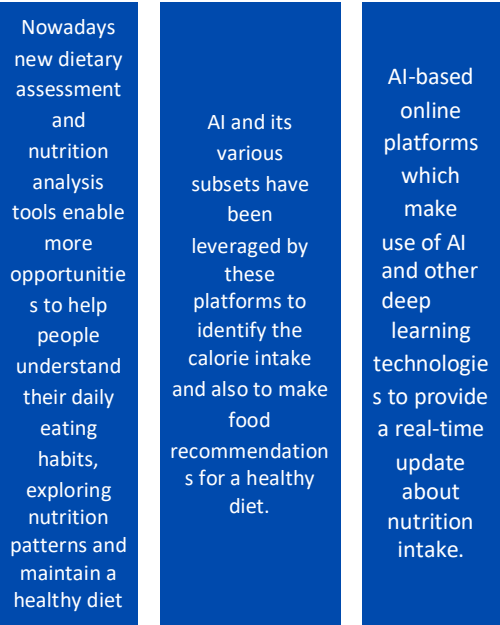 Nowadays
new dietary
assessment
and
nutrition
analysis
tools enable
more
opportunitie
s to help
people
understand
their daily
eating
habits,
exploring
nutrition
patterns and
maintain a
healthy diet
AI and its
various
subsets have
been
leveraged by
these
platforms to
identify the
calorie intake
and also to make
food
recommendation
s for a healthy
diet.
AI-based
online
platforms
which
make
use of AI
and other
deep
learning
technologie
s to provide
a real-time
update
about
nutrition
intake.